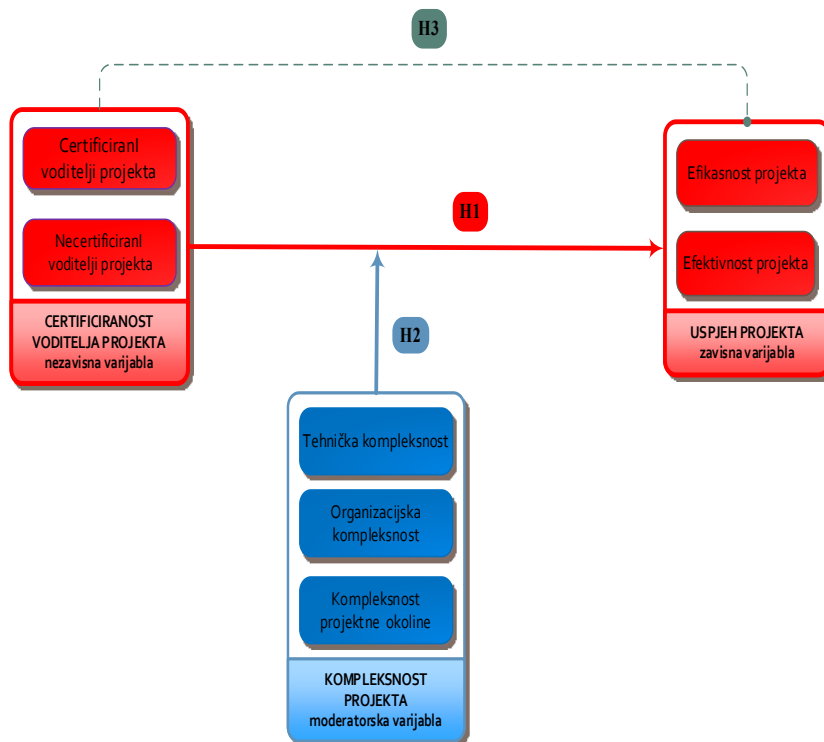 H3
CertificiranI
voditelji projekta
NecertificiranI
voditelji projekta
CERTIFICIRANOST
VODITELJA PROJEKTA
nezavisna varijabla
H1
Efikasnost projekta
Efektivnost projekta
USPJEH PROJEKTA
zavisna varijabla
H2
Tehnička kompleksnost
Organizacijska
kompleksnost
Kompleksnost
projektne okoline
KOMPLEKSNOST
PROJEKTA
moderatorska varijabla